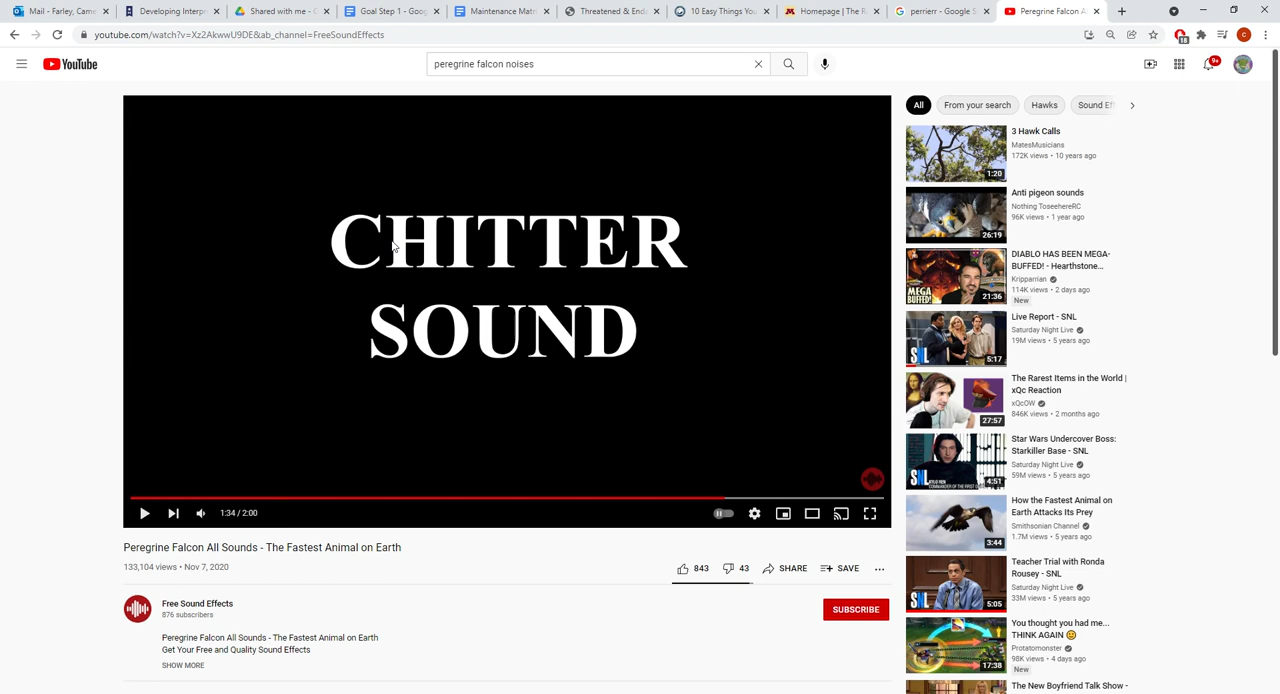 Mail - Farley, Came
Developing Interp
Shared with me - G
Goal Step 1 - Goog
Maintenance Matri
Threatened & Ende
10 Easy Things You
Homepage | The R
perrierr - Google S
Peregrine Falcon A
youtube.com/watch?v=Xz2AkwwU9DE&ab_channel=FreeSoundEffects
18
C
YouTube
peregrine falcon noises
9+
CHITTER
SOUND
1:34 / 2:00
Peregrine Falcon All Sounds - The Fastest Animal on Earth
133,104 views • Nov 7, 2020
843
43
SHARE
SAVE
Free Sound Effects
876 subscribers
SUBSCRIBE
Peregrine Falcon All Sounds - The Fastest Animal on Earth
Get Your Free and Quality Sound Effects
SHOW MORE
All
From your search
Hawks
Sound Eff
3 Hawk Calls
MatesMusicians
172K views • 10 years ago
1:20
Anti pigeon sounds
Nothing ToseehereRC
96K views • 1 year ago
26:19
DIABLO HAS BEEN MEGA-
BUFFED! - Hearthstone...
Kripparrian
114K views • 2 days ago
New
MEGA
BUFFED!
21:36
Live Report - SNL
Saturday Night Live
19M views • 5 years ago
SNL
5:17
The Rarest Items in the World |
xQc Reaction
xQcOW
846K views • 2 months ago
27:57
Star Wars Undercover Boss:
Starkiller Base - SNL
Saturday Night Live
59M views • 5 years ago
SNL
4:51
How the Fastest Animal on
Earth Attacks Its Prey
Smithsonian Channel
1.7M views • 5 years ago
3:44
Teacher Trial with Ronda
Rousey - SNL
Saturday Night Live
33M views • 5 years ago
SNL
5:05
You thought you had me...
THINK AGAIN
Protatomonster
98K views • 4 days ago
New
17:38
The New Boyfriend Talk Show -